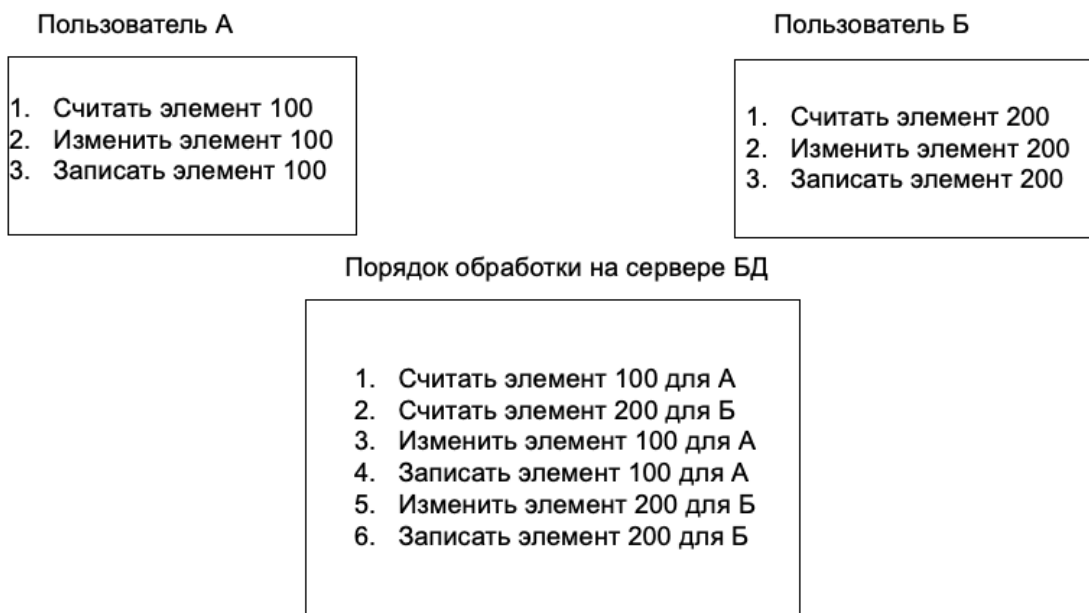 Пользователь А
1. Считать элемент 100
2. Изменить элемент 100
3. Записать элемент 100
Пользователь Б
1. Считать элемент 200
2. Изменить элемент 200
3. Записать элемент 200
Порядок обработки на сервере БД
1. Считать элемент 100 для А
2. Считать элемент 200 для Б
3. Изменить элемент 100 для А
4. Записать элемент 100 для А
5. Изменить элемент 200 для Б
6. Записать элемент 200 для Б